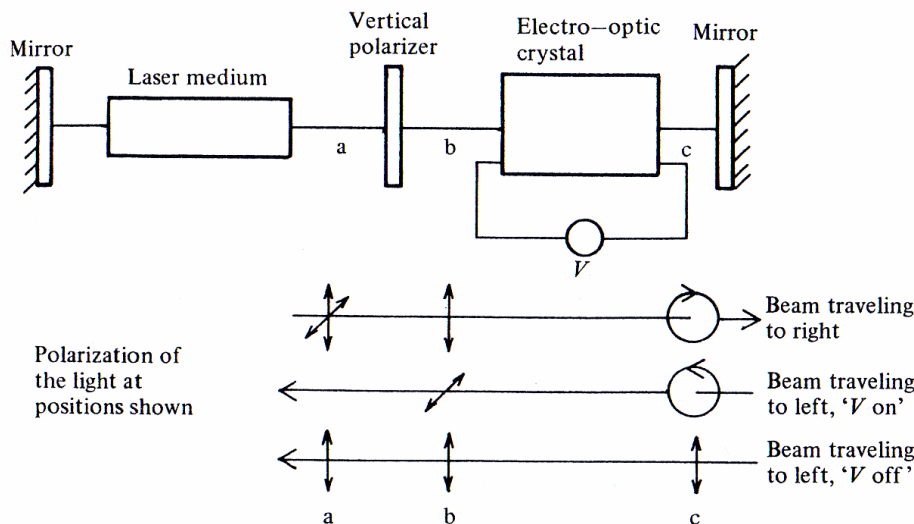 Mirror
Laser medium
Vertical
polarizer
Electro–optic
crystal
Mirror
a
b
c
V
Polarization of
the light at
positions shown
Beam traveling
to right
Beam traveling
to left, ‘V on’
Beam traveling
to left, ‘V off’
a
b
c